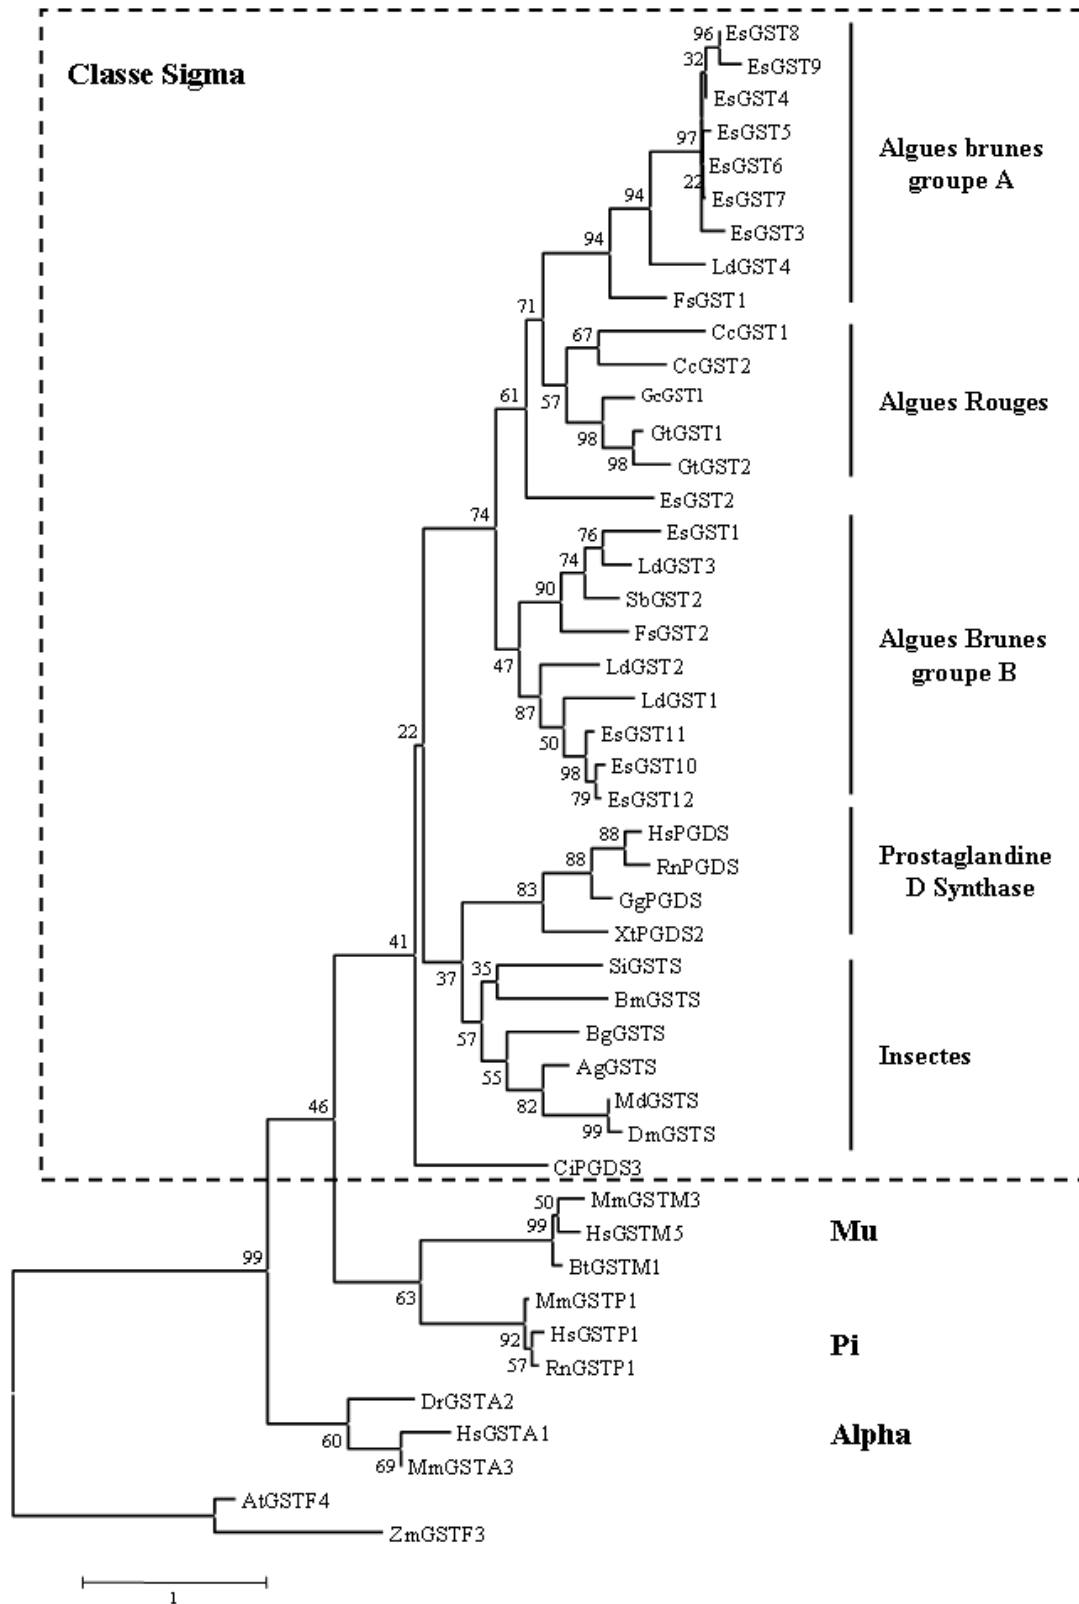 Classe Sigma
96 EsGST8
32 EsGST9
EsGST4
97 EsGST5
EsGST6
22 EsGST7
94 EsGST3
94 LdGST4
FsGST1
Algues brunes
groupe A
71
67 CcGST1
CcGST2
61 57 GcGST1
98 GtGST1
98 GtGST2
Algues Rouges
EsGST2
74
76 EsGST1
74 LdGST3
90 SbGST2
FsGST2
47 LdGST2
87 LdGST1
22 50 EsGST11
98 EsGST10
79 EsGST12
Algues Brunes
groupe B
88 HsPGDS
88 RnPGDS
83 GgPGDS
XtPGDS2
Prostaglandine
D Synthase
41
37 35 SiGSTS
BmGSTS
57 BgGSTS
55 AgGSTS
82 MdGSTS
99 DmGSTS
Insectes
46
CiPGDS3
50 MmGSTM3
99 HsGSTM5
BtGSTM1
Mu
99
63
MmGSTP1
92 HsGSTP1
57 RnGSTP1
Pi
DrGSTA2
60 HsGSTA1
69 MmGSTA3
Alpha
AtGSTF4
ZmGSTF3
1